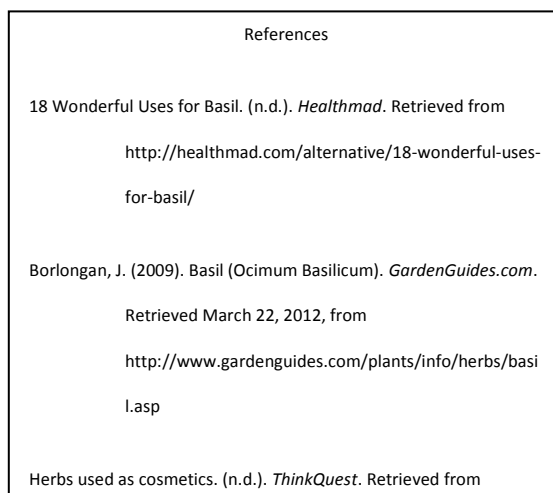 References
18 Wonderful Uses for Basil. (n.d.). Healthmad. Retrieved from
http://healthmad.com/alternative/18-wonderful-uses-
for-basil/
Borlongan, J. (2009). Basil (Ocimum Basilicum). GardenGuides.com.
Retrieved March 22, 2012, from
http://www.gardenguides.com/plants/info/herbs/basi
l.asp
Herbs used as cosmetics. (n.d.). ThinkQuest. Retrieved from